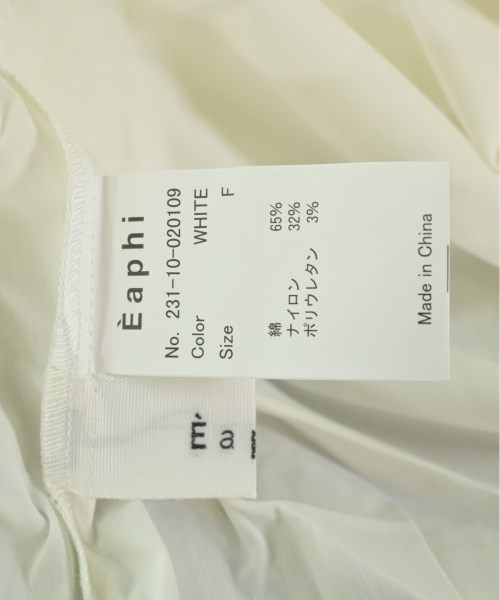 Èaphi
No. 231-10-020109
Color WHITE
Size F
綿 65%
ナイロン 32%
ポリウレタン 3%
Made in China